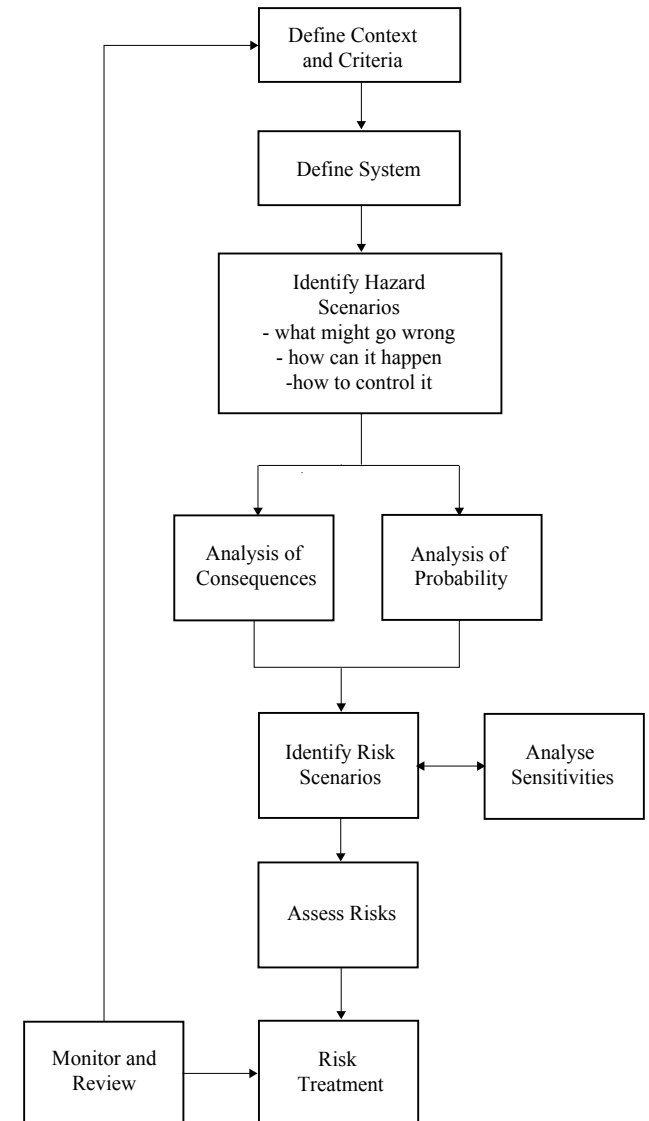 Define Context
and Criteria
Define System
Identify Hazard
Scenarios
- what might go wrong
- how can it happen
-how to control it
Analysis of
Consequences
Analysis of
Probability
Identify Risk
Scenarios
Analyse
Sensitivities
Assess Risks
Monitor and
Review
Risk
Treatment